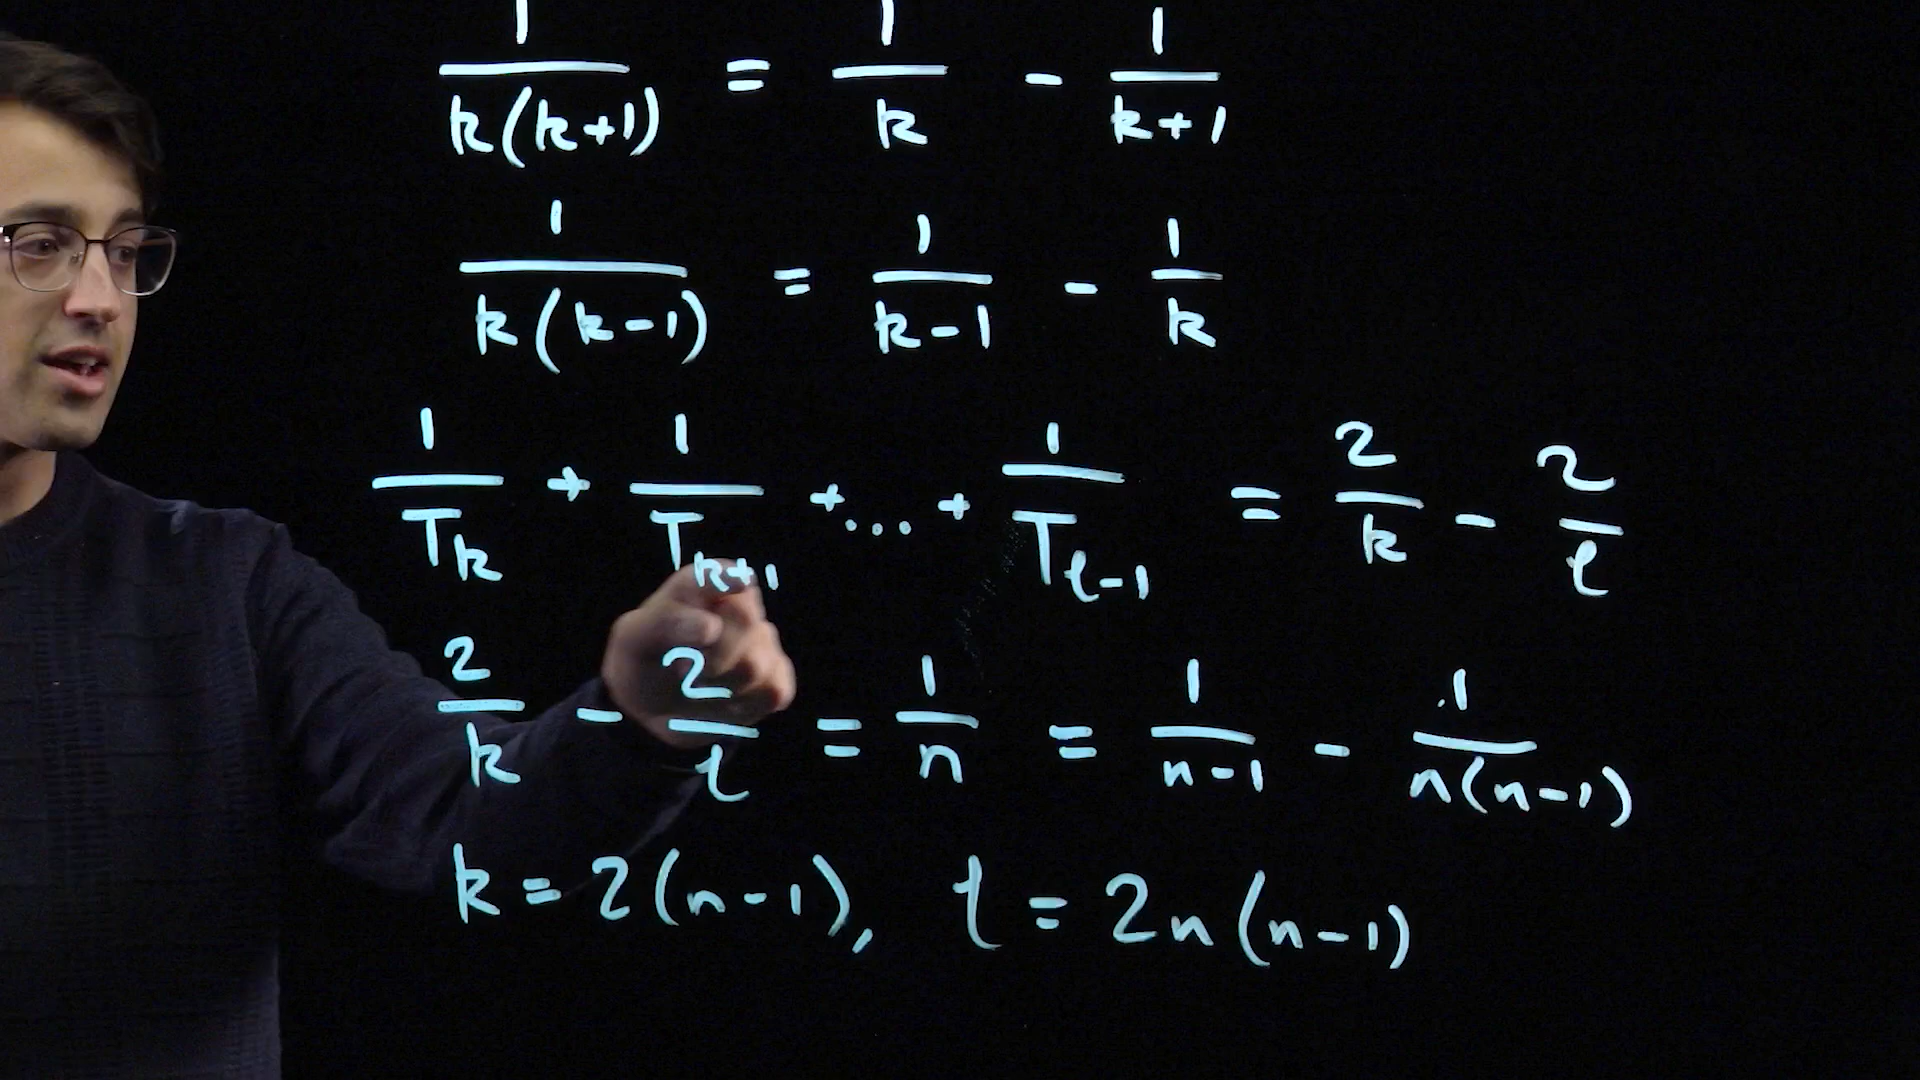 1/(k(k+1)) = 1/k - 1/(k+1)
1/(k(k-1)) = 1/(k-1) - 1/k
1/T_k + 1/T_{k+1} + ... + 1/T_{l-1} = 2/k - 2/l
2/k - 2/l = 1/n = 1/(n-1) - 1/(n(n-1))
k = 2(n-1), l = 2n(n-1)